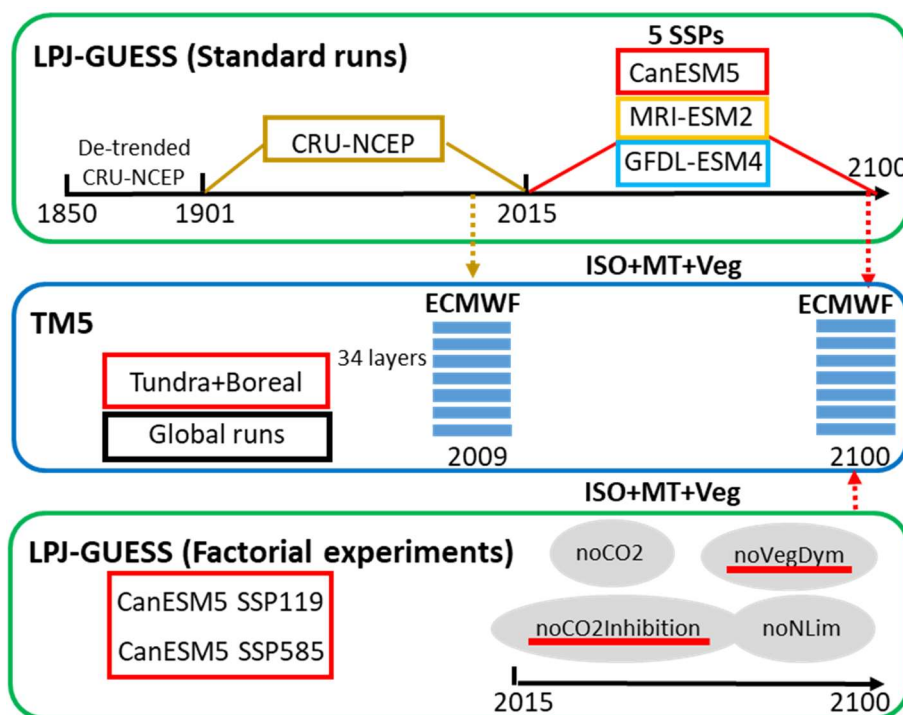 5 SSPs
LPJ-GUESS (Standard runs)
CanESM5
MRI-ESM2
GFDL-ESM4
De-trended
CRU-NCEP
CRU-NCEP
2100
1850
1901
2015
ISO+MT+Veg
TM5
ECMWF
ECMWF
34 layers
Tundra+Boreal
Global runs
2009
2100
ISO+MT+Veg
LPJ-GUESS (Factorial experiments)
noCO2
noVegDym
CanESM5 SSP119
noCO2Inhibition
noNLim
CanESM5 SSP585
2015
2100